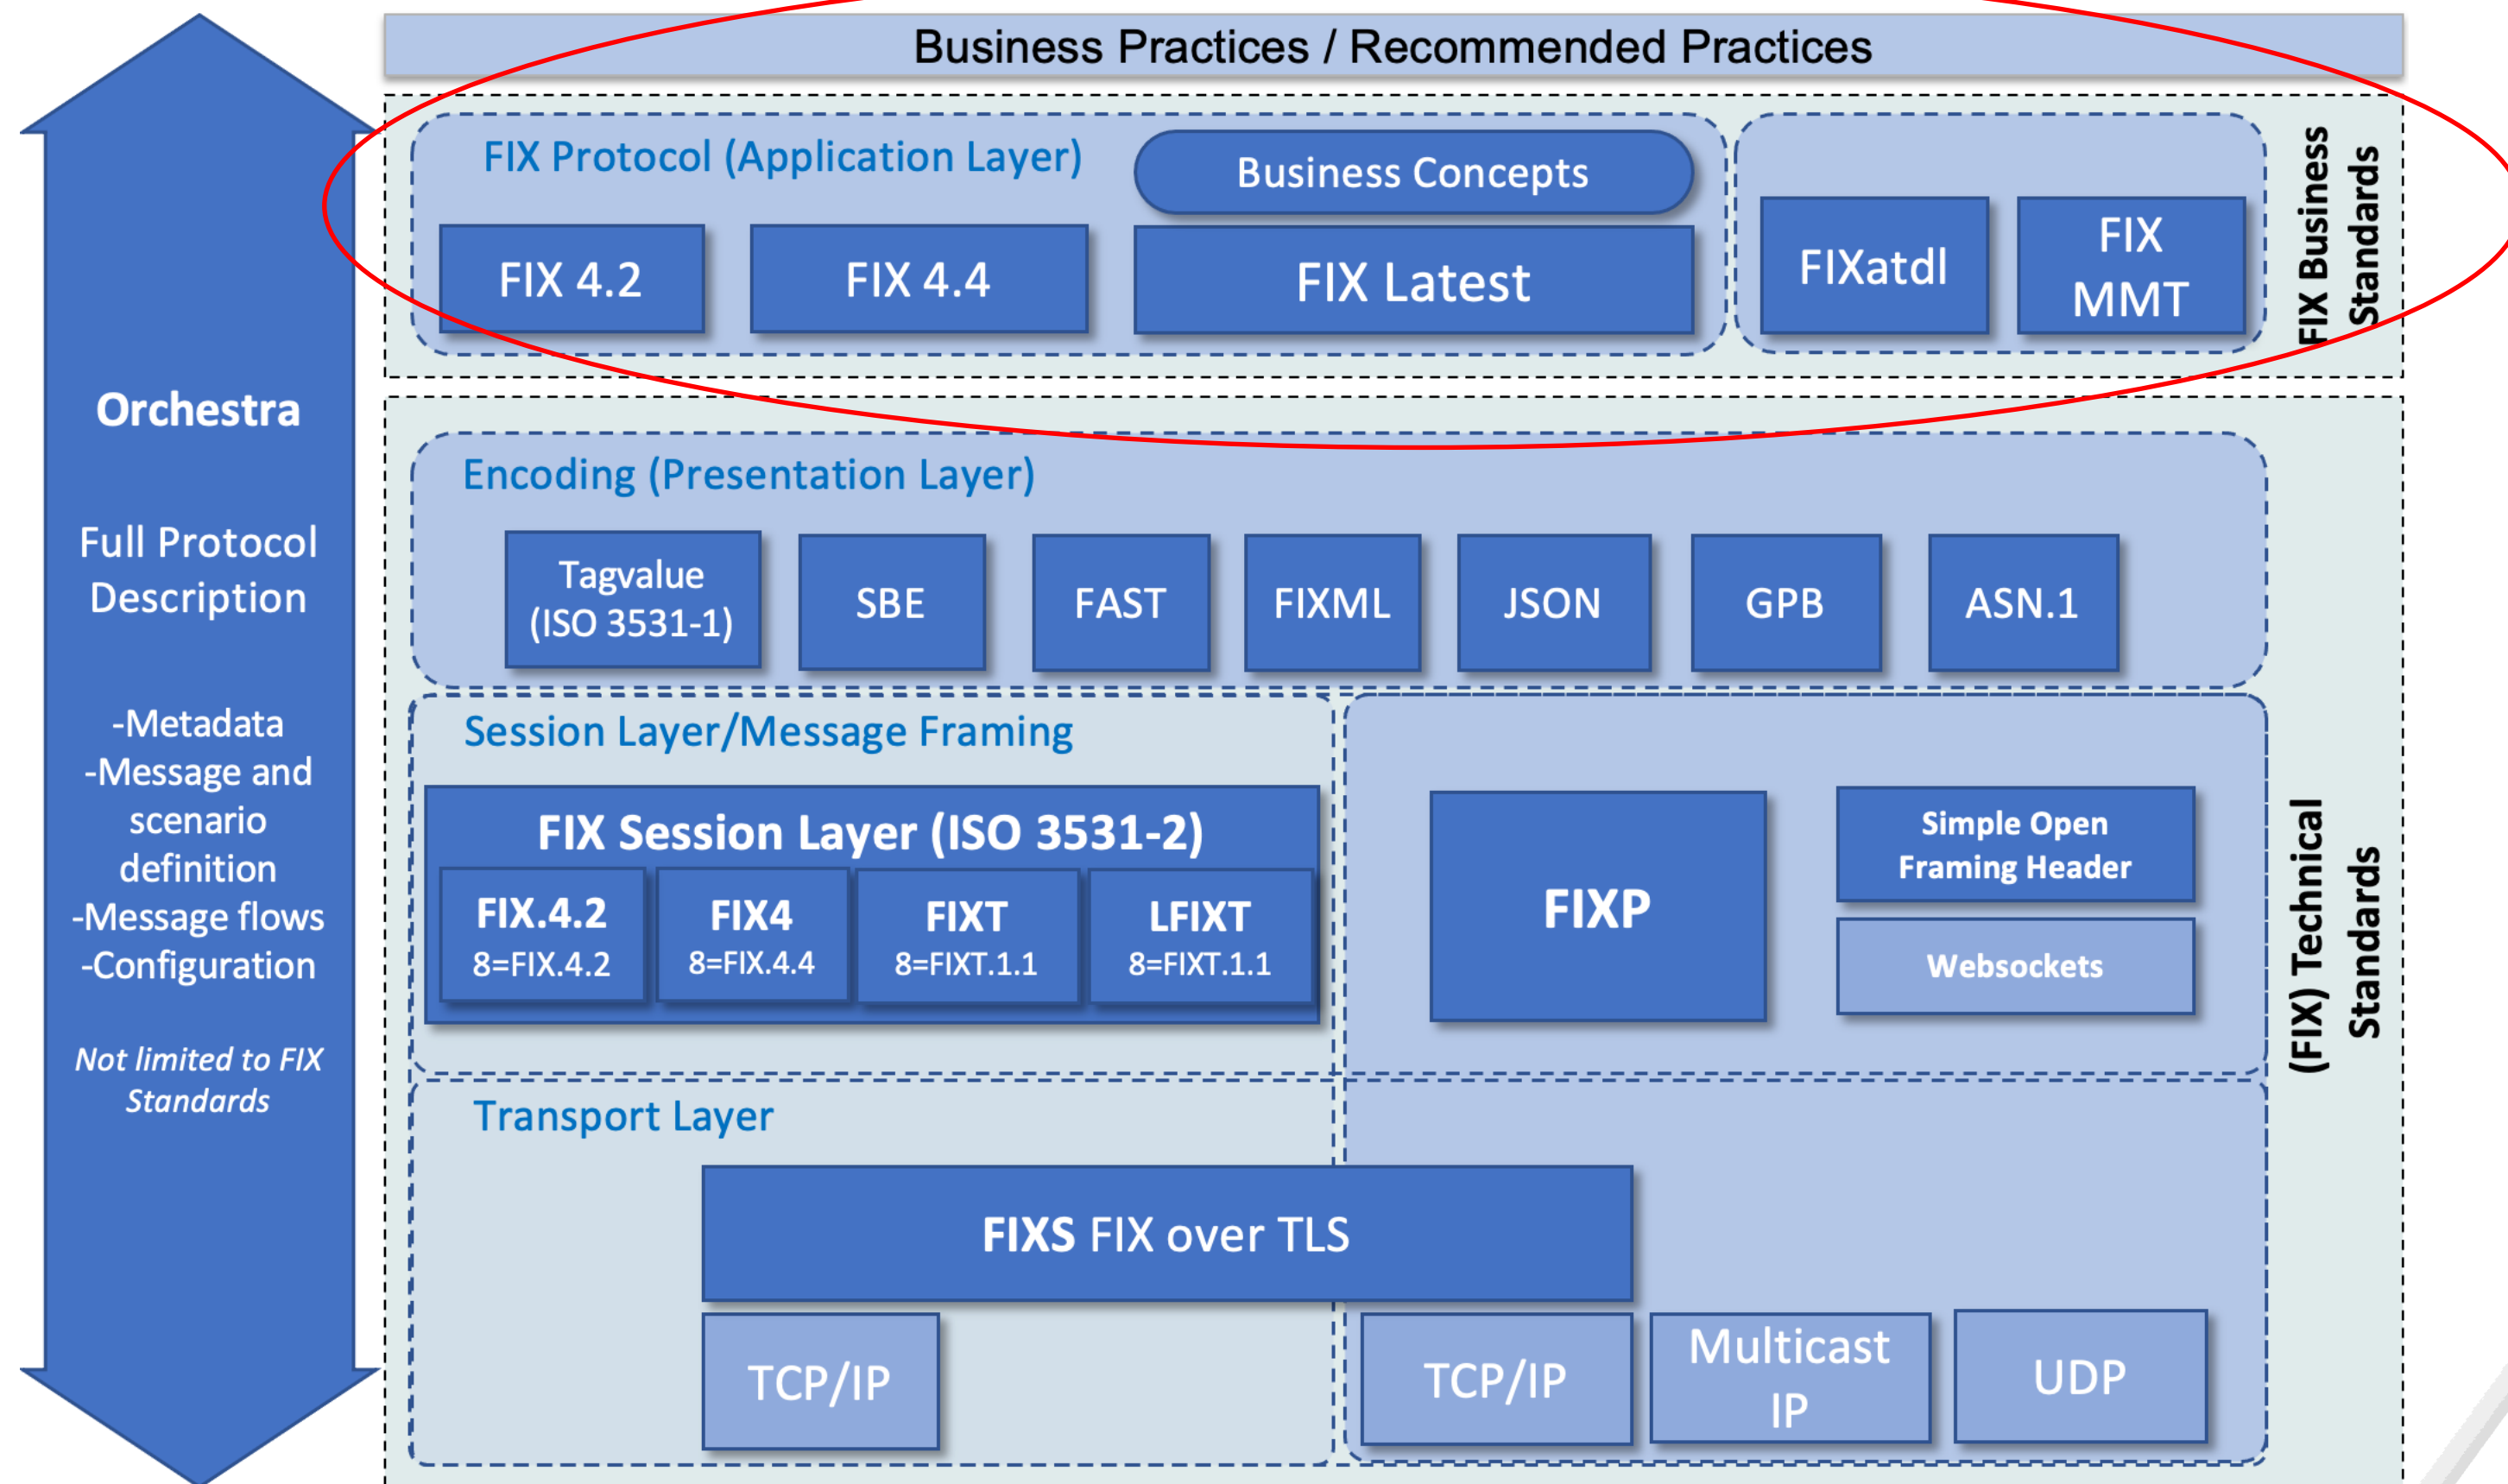 Business Practices / Recommended Practices
FIX Protocol (Application Layer)
Business Concepts
FIX 4.2
FIX 4.4
FIX Latest
FIXatdl
FIX
MMT
FIX Business
Standards
Orchestra
Full Protocol
Description
-Metadata
-Message and
scenario
definition
-Message flows
-Configuration
Not limited to FIX
Standards
Encoding (Presentation Layer)
Tagvalue
(ISO 3531-1)
SBE
FAST
FIXML
JSON
GPB
ASN.1
Session Layer/Message Framing
FIX Session Layer (ISO 3531-2)
FIX.4.2
8=FIX.4.2
FIX4
8=FIX.4.4
FIXT
8=FIXT.1.1
LFIXT
8=FIXT.1.1
FIXP
Simple Open
Framing Header
Websockets
(FIX) Technical
Standards
Transport Layer
FIXS FIX over TLS
TCP/IP
TCP/IP
Multicast
IP
UDP